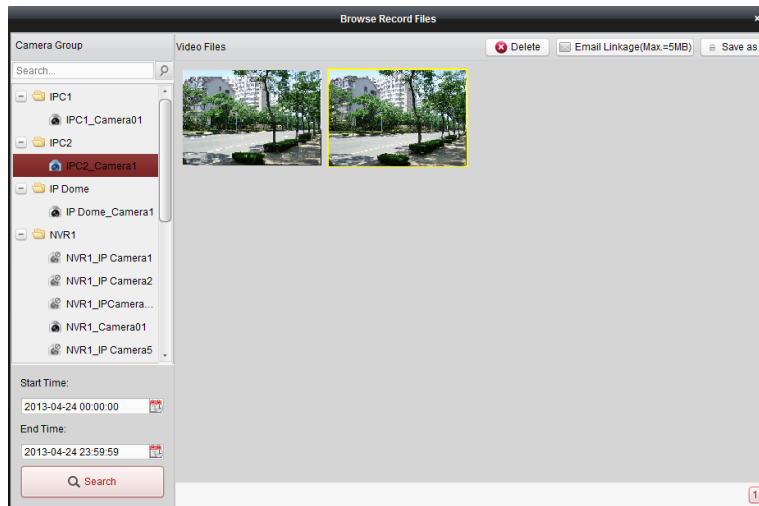 Browse Record Files
Camera Group
Video Files
Delete
Email Linkage(Max.=5MB)
Save as
Search...
IPC1
IPC1_Camera01
IPC2
IPC2_Camera1
IP Dome
IP Dome_Camera1
NVR1
NVR1_IP Camera1
NVR1_IP Camera2
NVR1_IPCamera...
NVR1_Camera01
NVR1_IP Camera5
Start Time:
2013-04-24 00:00:00
End Time:
2013-04-24 23:59:59
Search
1